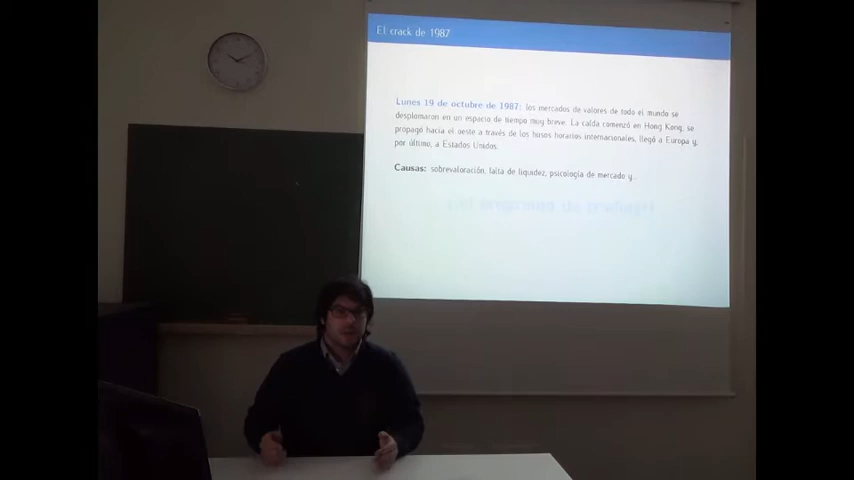 El crack de 1987
Lunes 19 de octubre de 1987: los mercados de valores de todo el mundo se
desplomaron en un espacio de tiempo muy breve. La caída comenzó en Hong Kong, se
propagó hacia el oeste a través de los husos horarios internacionales, llegó a Europa y,
por último, a Estados Unidos.
Causas: sobrevaloración, falta de liquidez, psicología de mercado y...